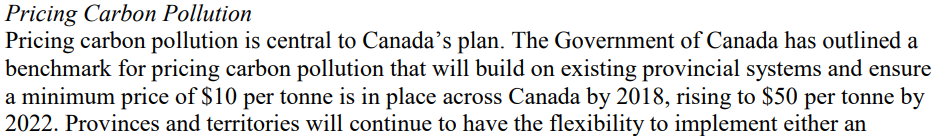 Pricing Carbon Pollution
Pricing carbon pollution is central to Canada’s plan. The Government of Canada has outlined a
benchmark for pricing carbon pollution that will build on existing provincial systems and ensure
a minimum price of $10 per tonne is in place across Canada by 2018, rising to $50 per tonne by
2022. Provinces and territories will continue to have the flexibility to implement either an